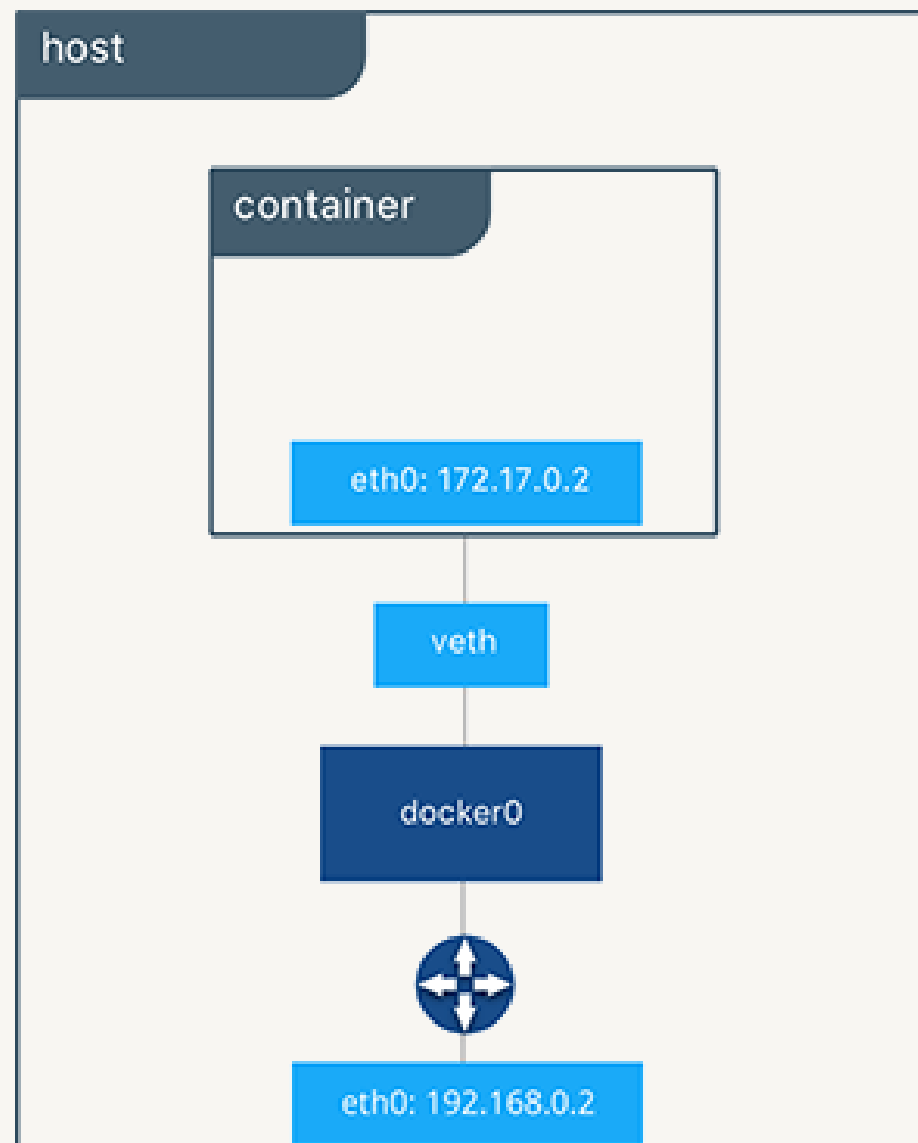 host
container
eth0: 172.17.0.2
veth
docker0
eth0: 192.168.0.2